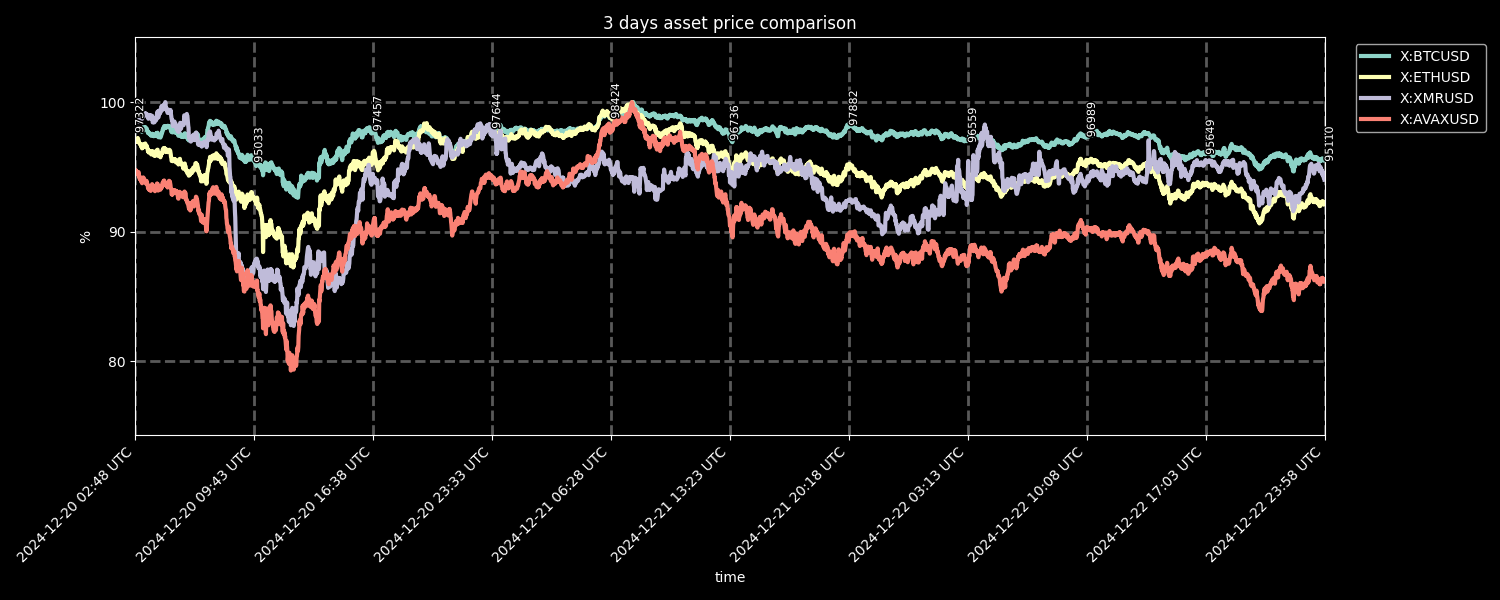 3 days asset price comparison
X:BTCUSD
X:ETHUSD
X:XMRUSD
X:AVAXUSD
100
90
80
%
97322
95033
97457
97644
98424
96736
97882
96559
96989
95649
95110
2024-12-20 02:48 UTC
2024-12-20 09:43 UTC
2024-12-20 16:38 UTC
2024-12-20 23:33 UTC
2024-12-21 06:28 UTC
2024-12-21 13:23 UTC
2024-12-21 20:18 UTC
2024-12-22 03:13 UTC
2024-12-22 10:08 UTC
2024-12-22 17:03 UTC
2024-12-22 23:58 UTC
time